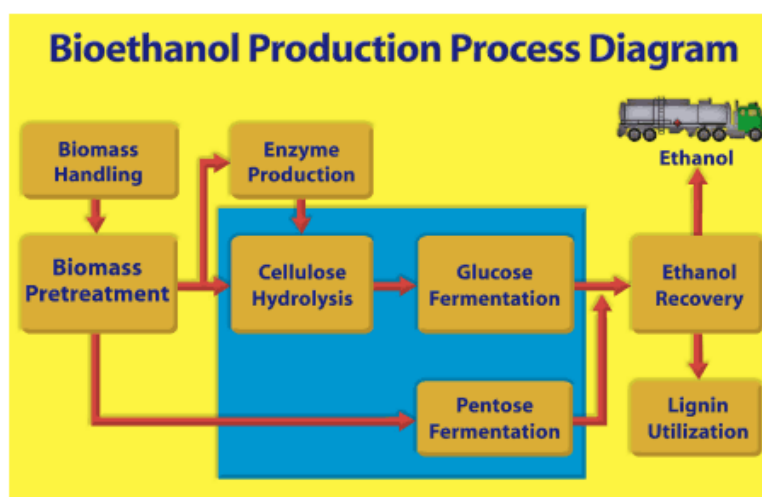 Bioethanol Production Process Diagram
Biomass
Handling
Enzyme
Production
Ethanol
Biomass
Pretreatment
Cellulose
Hydrolysis
Glucose
Fermentation
Ethanol
Recovery
Pentose
Fermentation
Lignin
Utilization